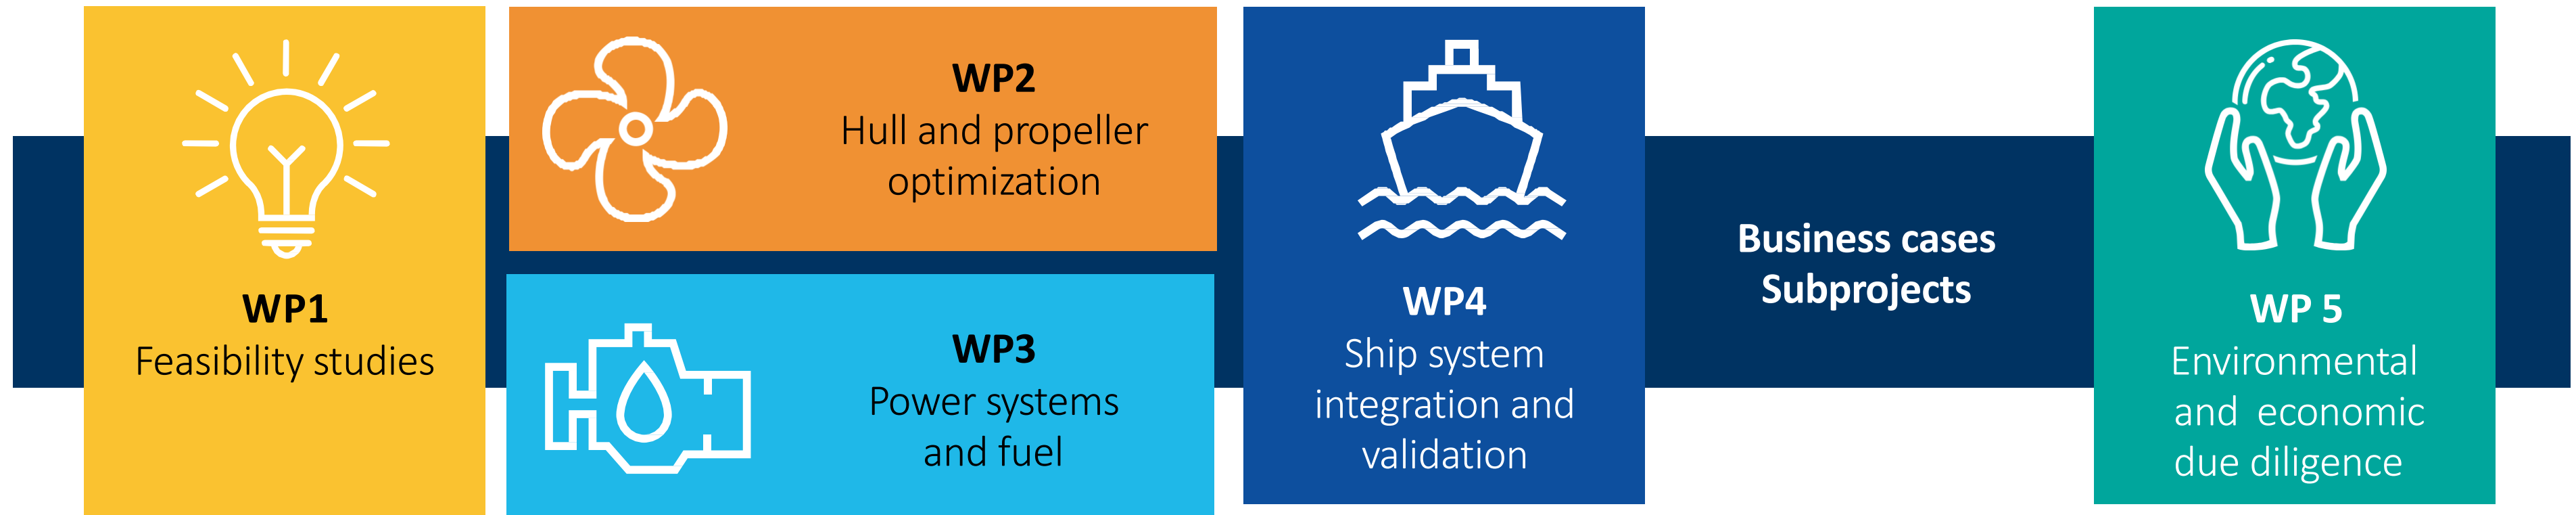 WP1
Feasibility studies
WP2
Hull and propeller
optimization
WP3
Power systems
and fuel
WP4
Ship system
integration and
validation
Business cases
Subprojects
WP 5
Environmental
and economic
due diligence